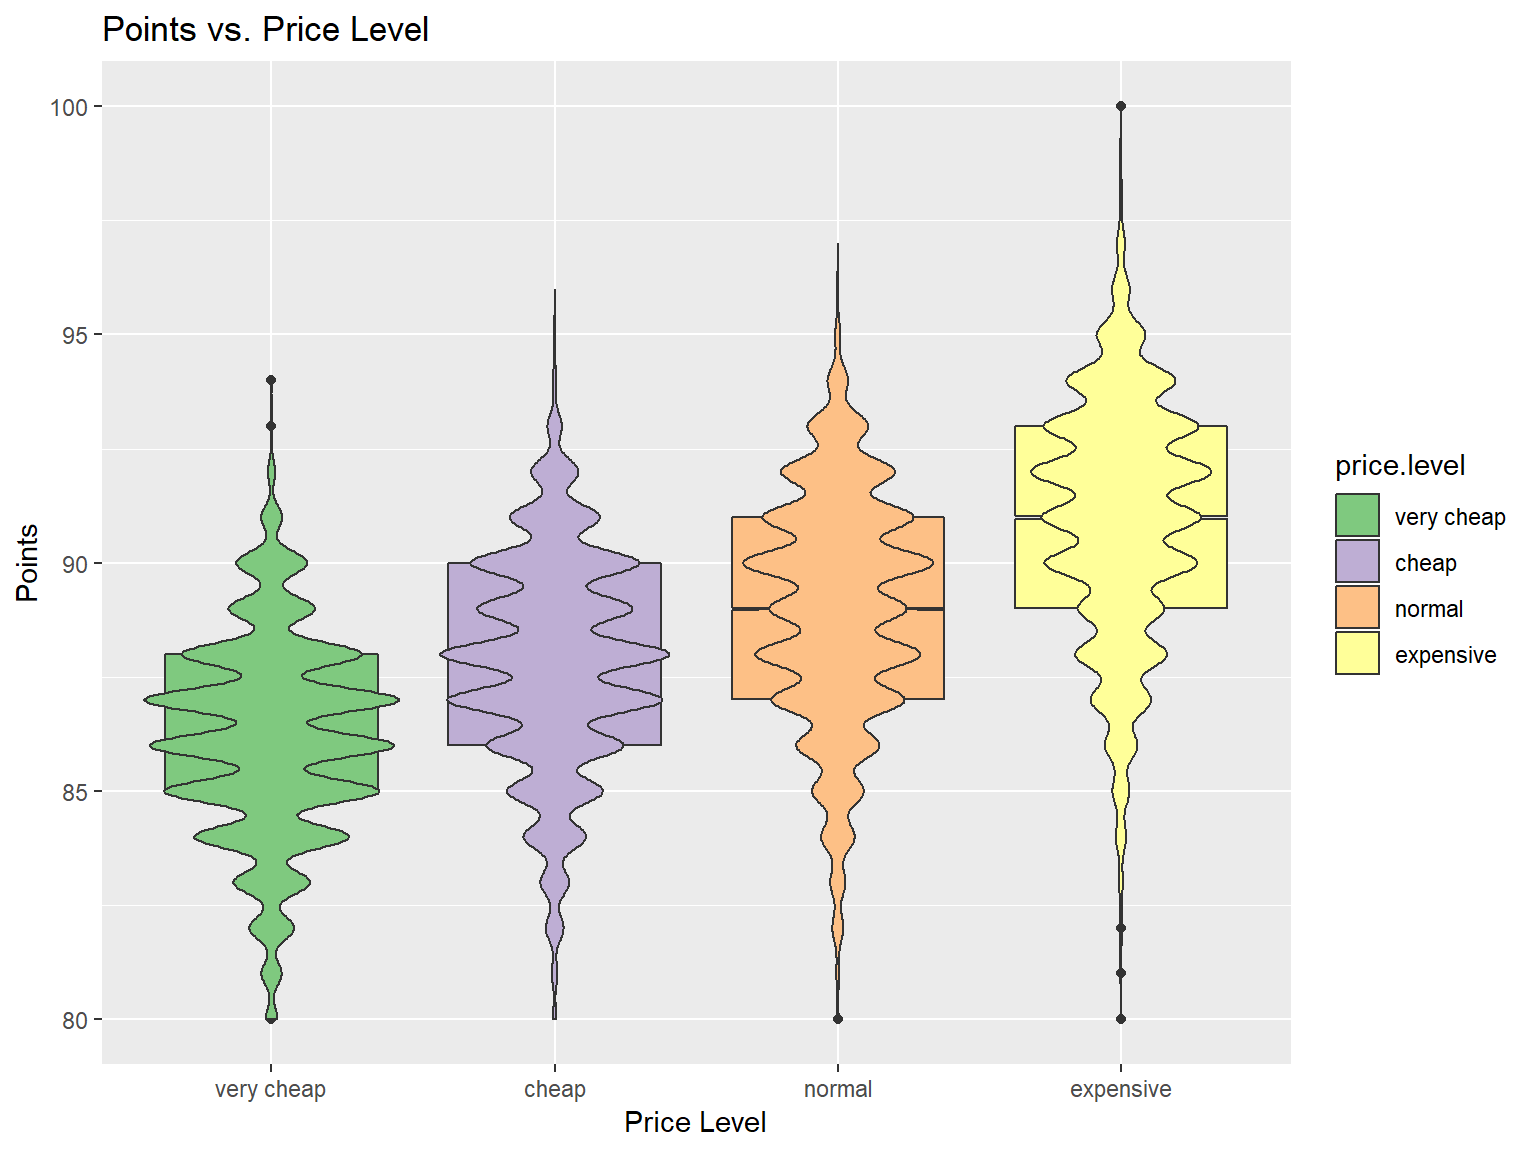 Points vs. Price Level
100
95
90
85
80
Points
very cheap
cheap
normal
expensive
Price Level
price.level
very cheap
cheap
normal
expensive